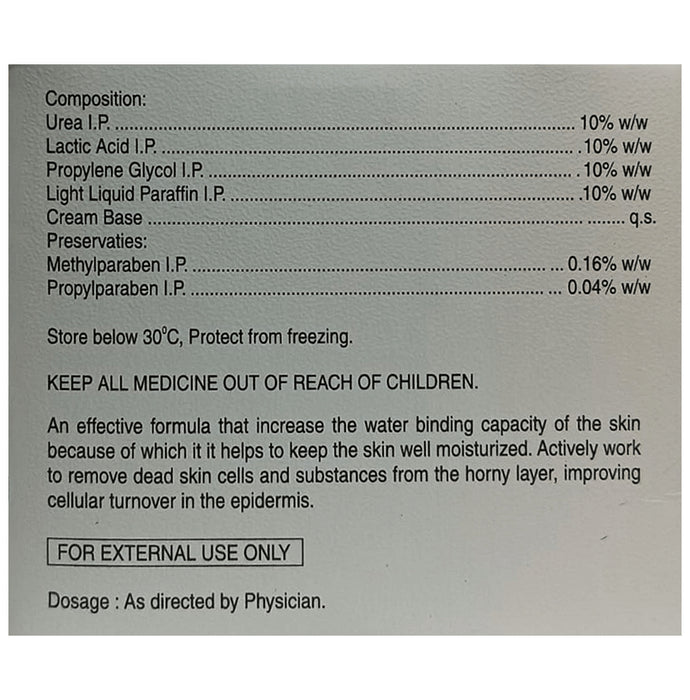 Composition:
Urea I.P. ........................................................................................ 10% w/w
Lactic Acid I.P. ............................................................................... .10% w/w
Propylene Glycol I.P. ...................................................................... . 10% w/w
Light Liquid Paraffin I.P. .................................................................. .10% w/w
Cream Base ................................................................................... ....... q.s.
Preservaties:
Methylparaben I.P. .................................................................... ... 0.16% w/w
Propylparaben I.P. .................................................................... ... 0.04% w/w
Store below 30⁰C, Protect from freezing.
KEEP ALL MEDICINE OUT OF REACH OF CHILDREN.
An effective formula that increase the water binding capacity of the skin
because of which it it helps to keep the skin well moisturized. Actively work
to remove dead skin cells and substances from the horny layer, improving
cellular turnover in the epidermis.
FOR EXTERNAL USE ONLY
Dosage : As directed by Physician.